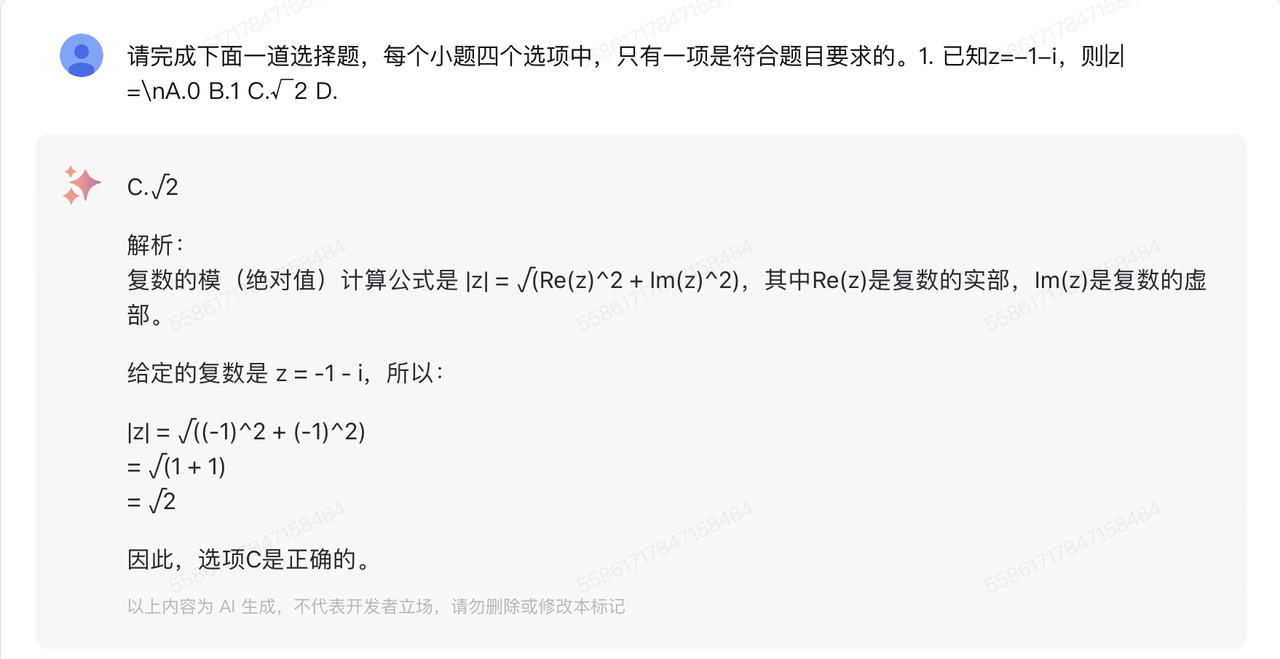 请完成下面一道选择题，每个小题四个选项中，只有一项是符合题目要求的。1. 已知z=–1–i，则|z|
=\nA.0 B.1 C.√ 2 D.
C.√2
解析：
复数的模（绝对值）计算公式是 |z| = √(Re(z)^2 + Im(z)^2)，其中Re(z)是复数的实部，Im(z)是复数的虚
部。
给定的复数是 z = -1 - i，所以：
|z| = √((-1)^2 + (-1)^2)
= √(1 + 1)
= √2
因此，选项C是正确的。
以上内容为 AI 生成，不代表开发者立场，请勿删除或修改本标记
55861717847158484
55861717847158484
55861717847158484
55861717847158484
55861717847158484
55861717847158484